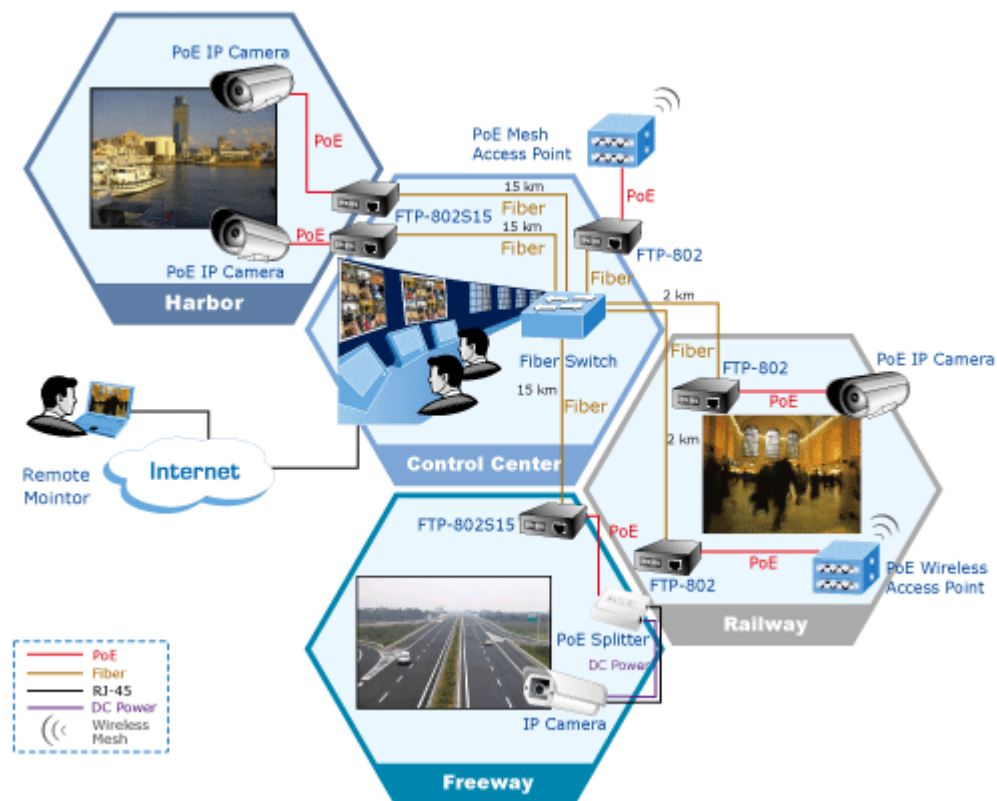 PoE IP Camera
PoE
PoE Mesh
Access Point
PoE
15 km
Fiber
FTP-802S15
15 km
Fiber
PoE
PoE IP Camera
FTP-802
Fiber
Harbor
2 km
Fiber Switch
Fiber
FTP-802
PoE IP Camera
15 km
Fiber
PoE
2 km
Control Center
Internet
Remote
Mointor
FTP-802S15
PoE
FTP-802
PoE
PoE Wireless
Access Point
Railway
PoE Splitter
DC Power
IP Camera
Freeway
PoE
Fiber
RJ-45
DC Power
Wireless
Mesh